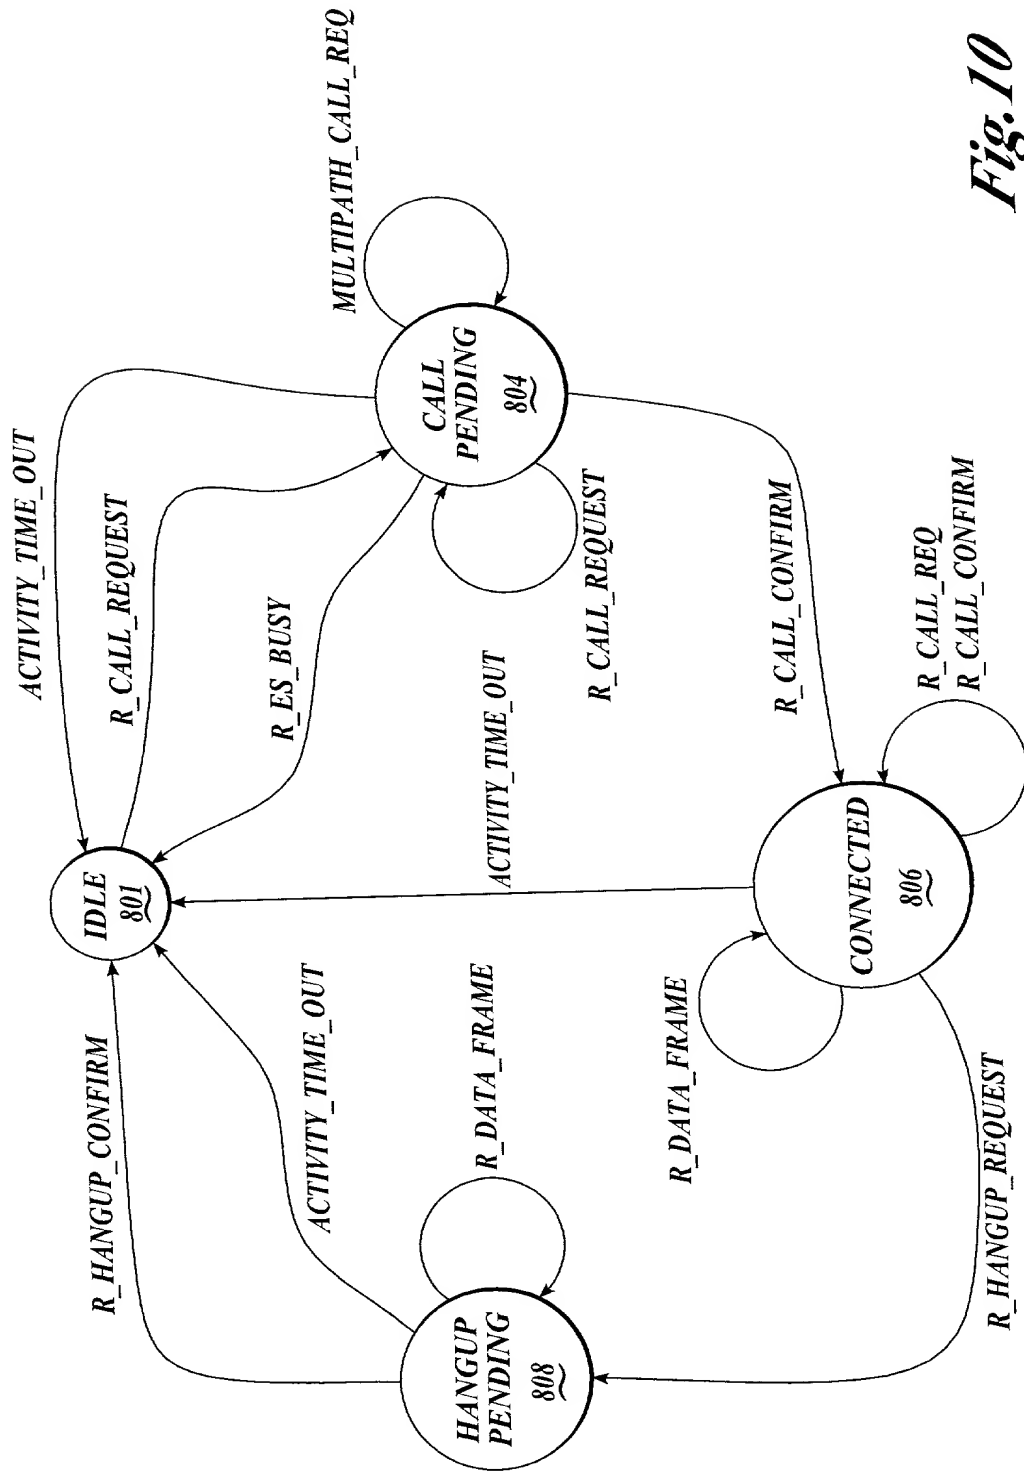 ACTIVITY_TIME_OUT
R_HANGUP_CONFIRM
IDLE
801
R_CALL_REQUEST
R_ES_BUSY
ACTIVITY_TIME_OUT
MULTIPATH_CALL_REQ
CALL
PENDING
804
HANGUP
PENDING
808
R_DATA_FRAME
ACTIVITY_TIME_OUT
R_CALL_REQUEST
R_DATA_FRAME
R_CALL_CONFIRM
CONNECTED
806
R_CALL_REQ
R_CALL_CONFIRM
R_HANGUP_REQUEST
Fig.10